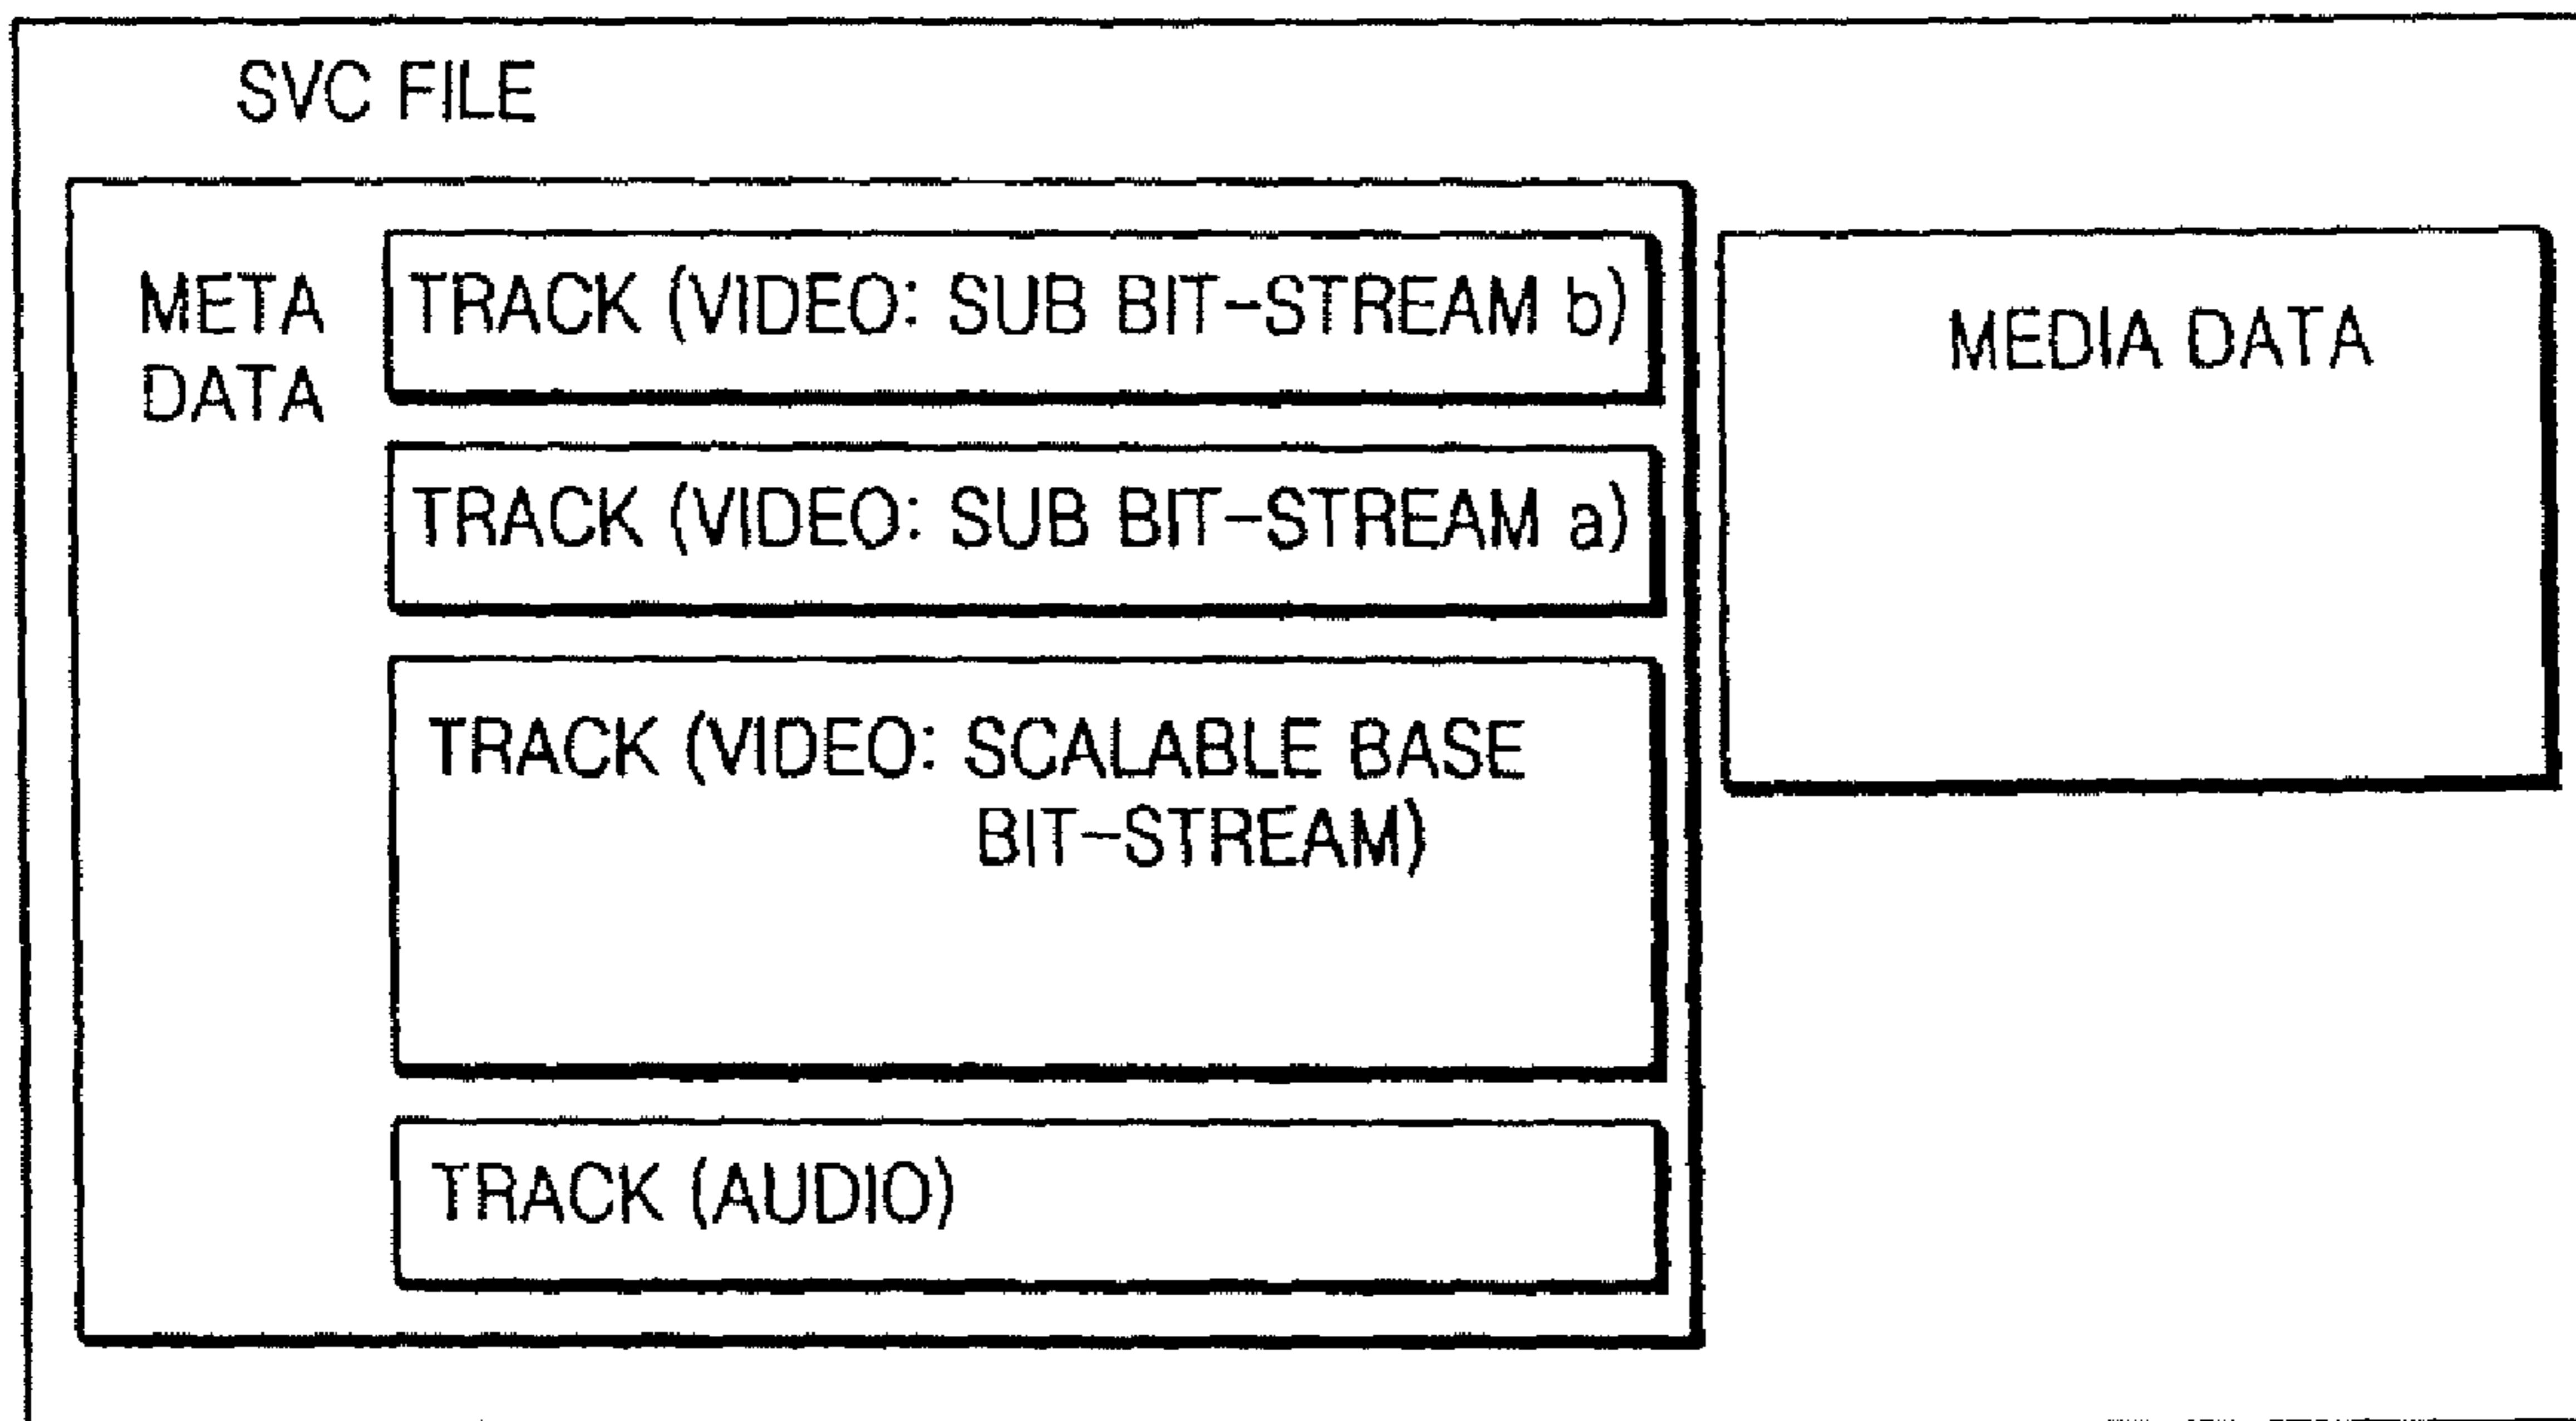 SVC FILE
META
DATA
TRACK (VIDEO: SUB BIT-STREAM b)
TRACK (VIDEO: SUB BIT-STREAM a)
TRACK (VIDEO: SCALABLE BASE
BIT-STREAM)
TRACK (AUDIO)
MEDIA DATA